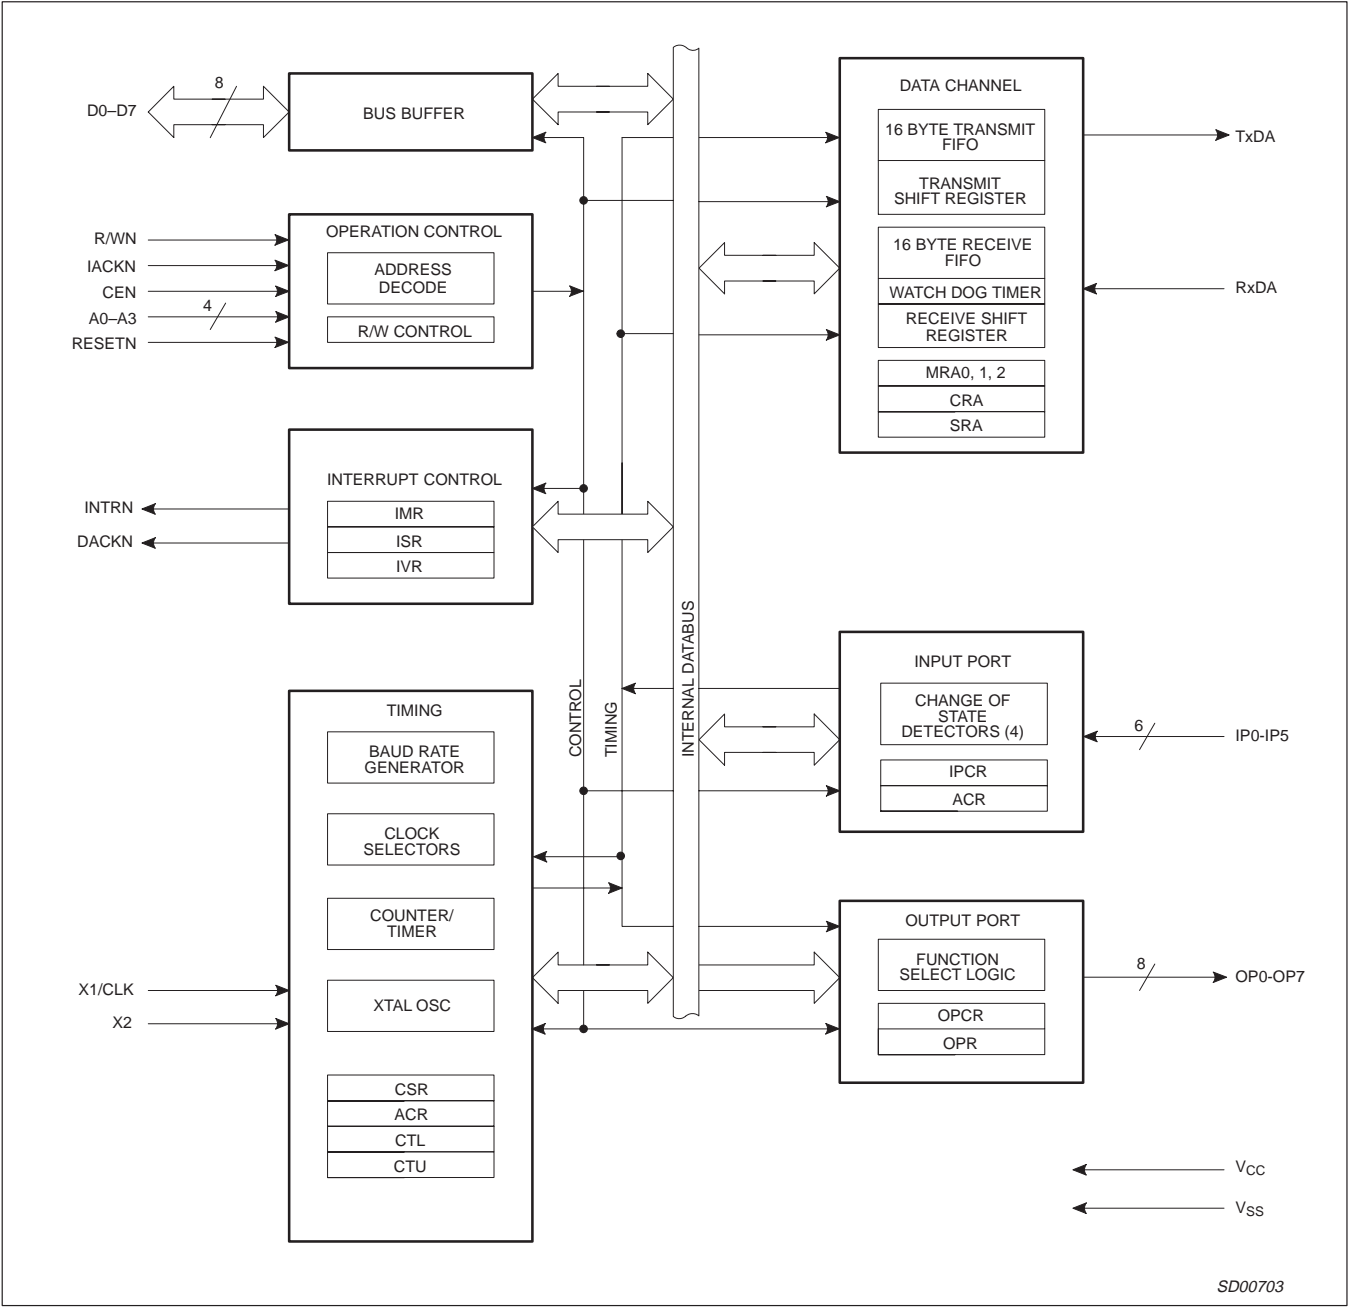 D0–D7
8
BUS BUFFER
R/WN
IACKN
CEN
A0–A3
4
RESETN
OPERATION CONTROL
ADDRESS
DECODE
R/W CONTROL
INTRN
DACKN
INTERRUPT CONTROL
IMR
ISR
IVR
TIMING
BAUD RATE
GENERATOR
CLOCK
SELECTORS
COUNTER/
TIMER
X1/CLK
X2
XTAL OSC
CSR
ACR
CTL
CTU
CONTROL
TIMING
INTERNAL DATABUS
DATA CHANNEL
16 BYTE TRANSMIT
FIFO
TRANSMIT
SHIFT REGISTER
16 BYTE RECEIVE
FIFO
WATCH DOG TIMER
RECEIVE SHIFT
REGISTER
MRA0, 1, 2
CRA
SRA
TxDA
RxDA
INPUT PORT
CHANGE OF
STATE
DETECTORS (4)
IPCR
ACR
6
IP0-IP5
OUTPUT PORT
FUNCTION
SELECT LOGIC
OPCR
OPR
8
OP0-OP7
VCC
VSS
SD00703